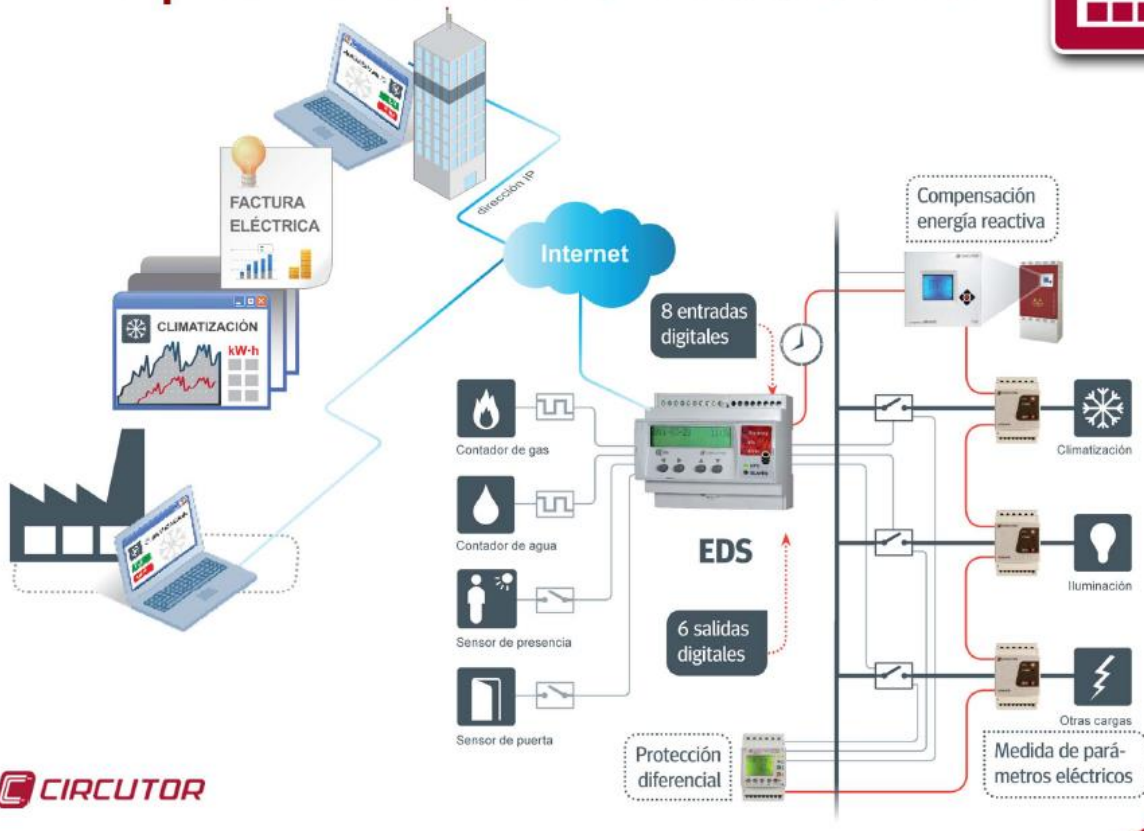 FACTURA
ELÉCTRICA
CLIMATIZACIÓN
kW·h
dirección IP
Internet
8 entradas
digitales
Compensación
energía reactiva
Contador de gas
Contador de agua
Sensor de presencia
Sensor de puerta
EDS
6 salidas
digitales
Climatización
Iluminación
Otras cargas
Protección
diferencial
Medida de pará-
metros eléctricos
CIRCUTOR